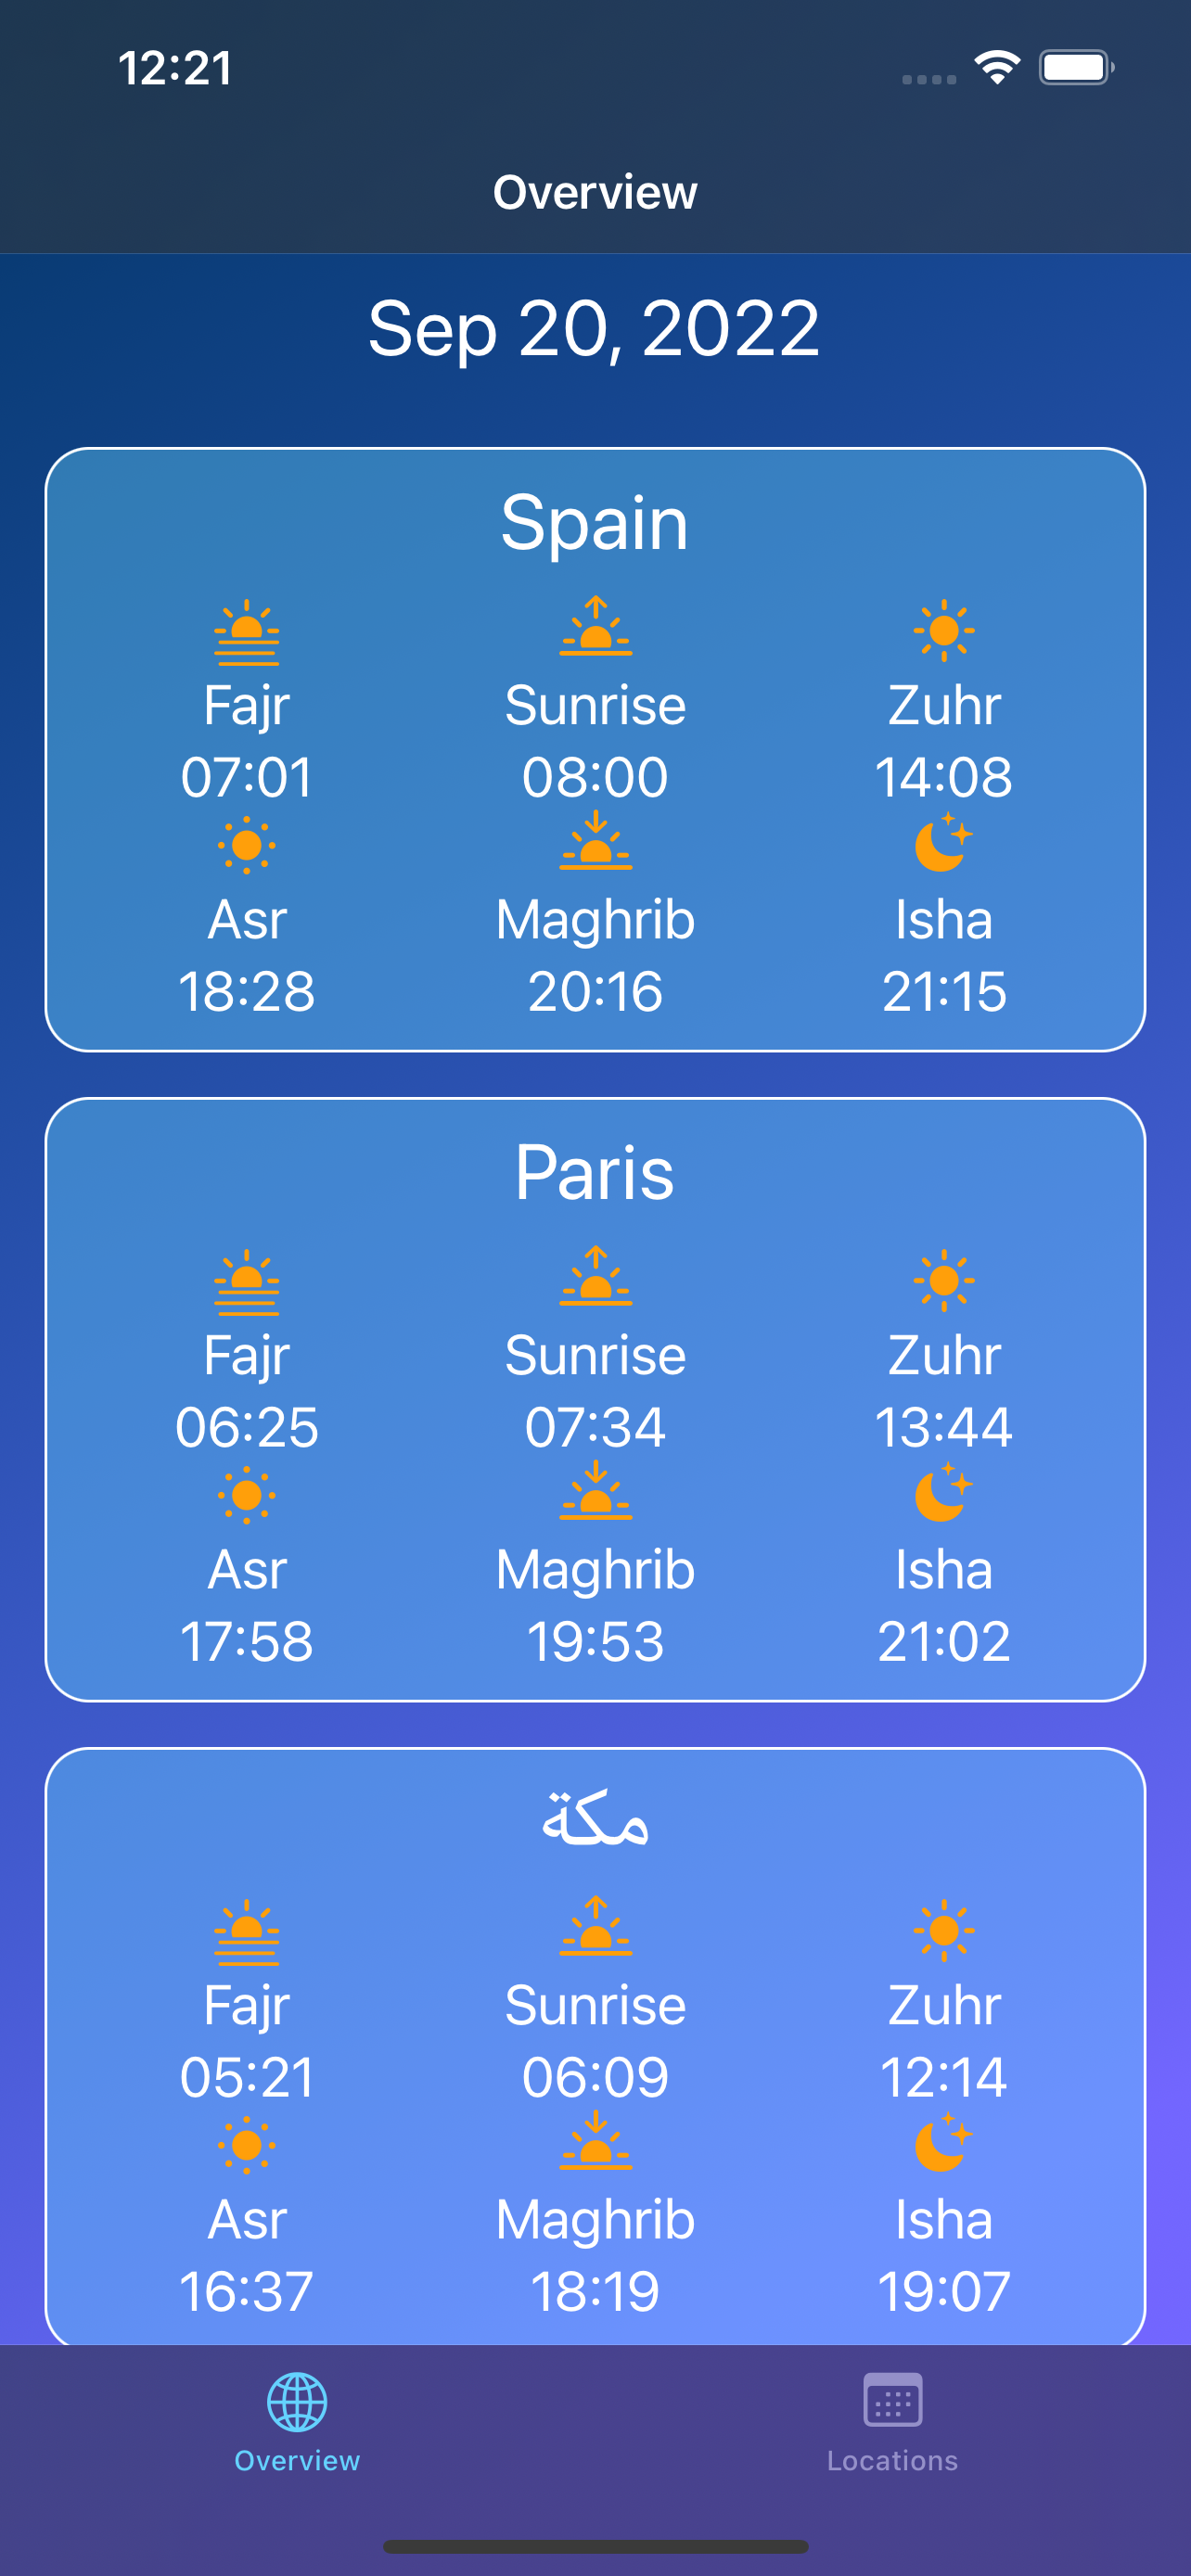 12:21
Overview
Sep 20, 2022
Spain
Fajr Sunrise Zuhr
07:01 08:00 14:08
Asr Maghrib Isha
18:28 20:16 21:15
Paris
Fajr Sunrise Zuhr
06:25 07:34 13:44
Asr Maghrib Isha
17:58 19:53 21:02
مكة
Fajr Sunrise Zuhr
05:21 06:09 12:14
Asr Maghrib Isha
16:37 18:19 19:07
Overview Locations